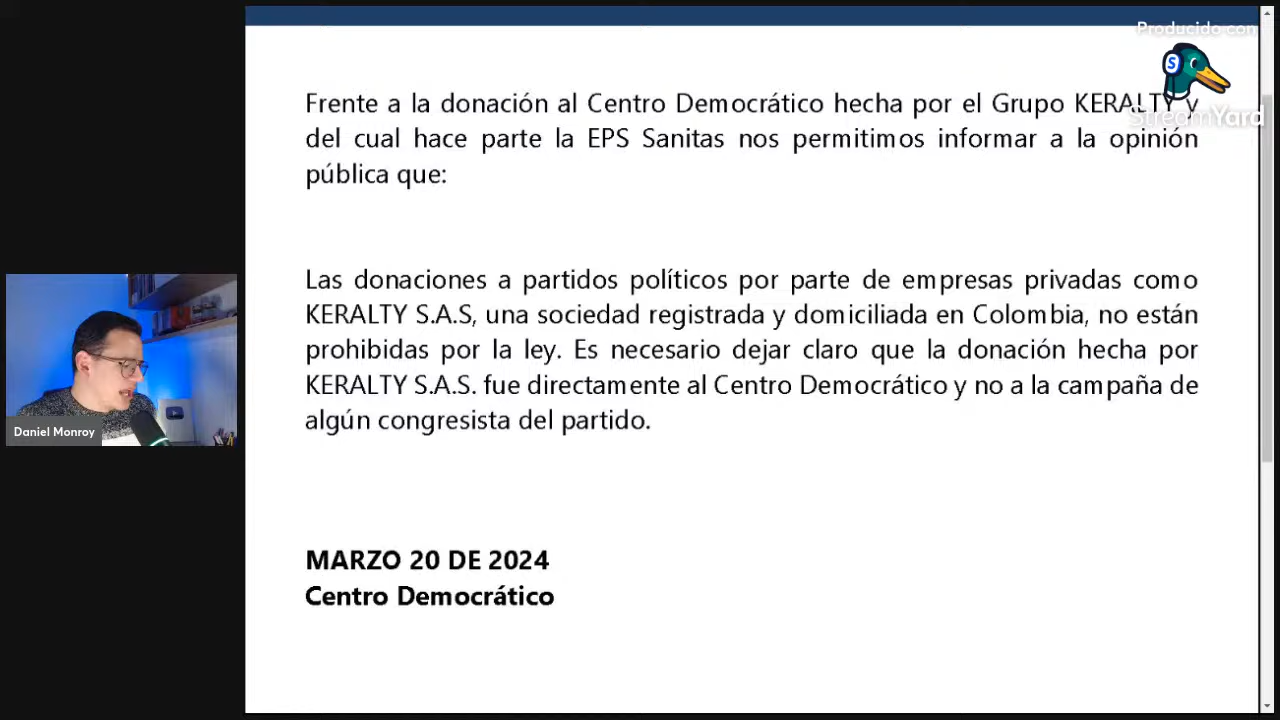 Producido con
StreamYard
Frente a la donación al Centro Democrático hecha por el Grupo KERALTY y
del cual hace parte la EPS Sanitas nos permitimos informar a la opinión
pública que:
Las donaciones a partidos políticos por parte de empresas privadas como
KERALTY S.A.S, una sociedad registrada y domiciliada en Colombia, no están
prohibidas por la ley. Es necesario dejar claro que la donación hecha por
KERALTY S.A.S. fue directamente al Centro Democrático y no a la campaña de
algún congresista del partido.
Daniel Monroy
MARZO 20 DE 2024
Centro Democrático